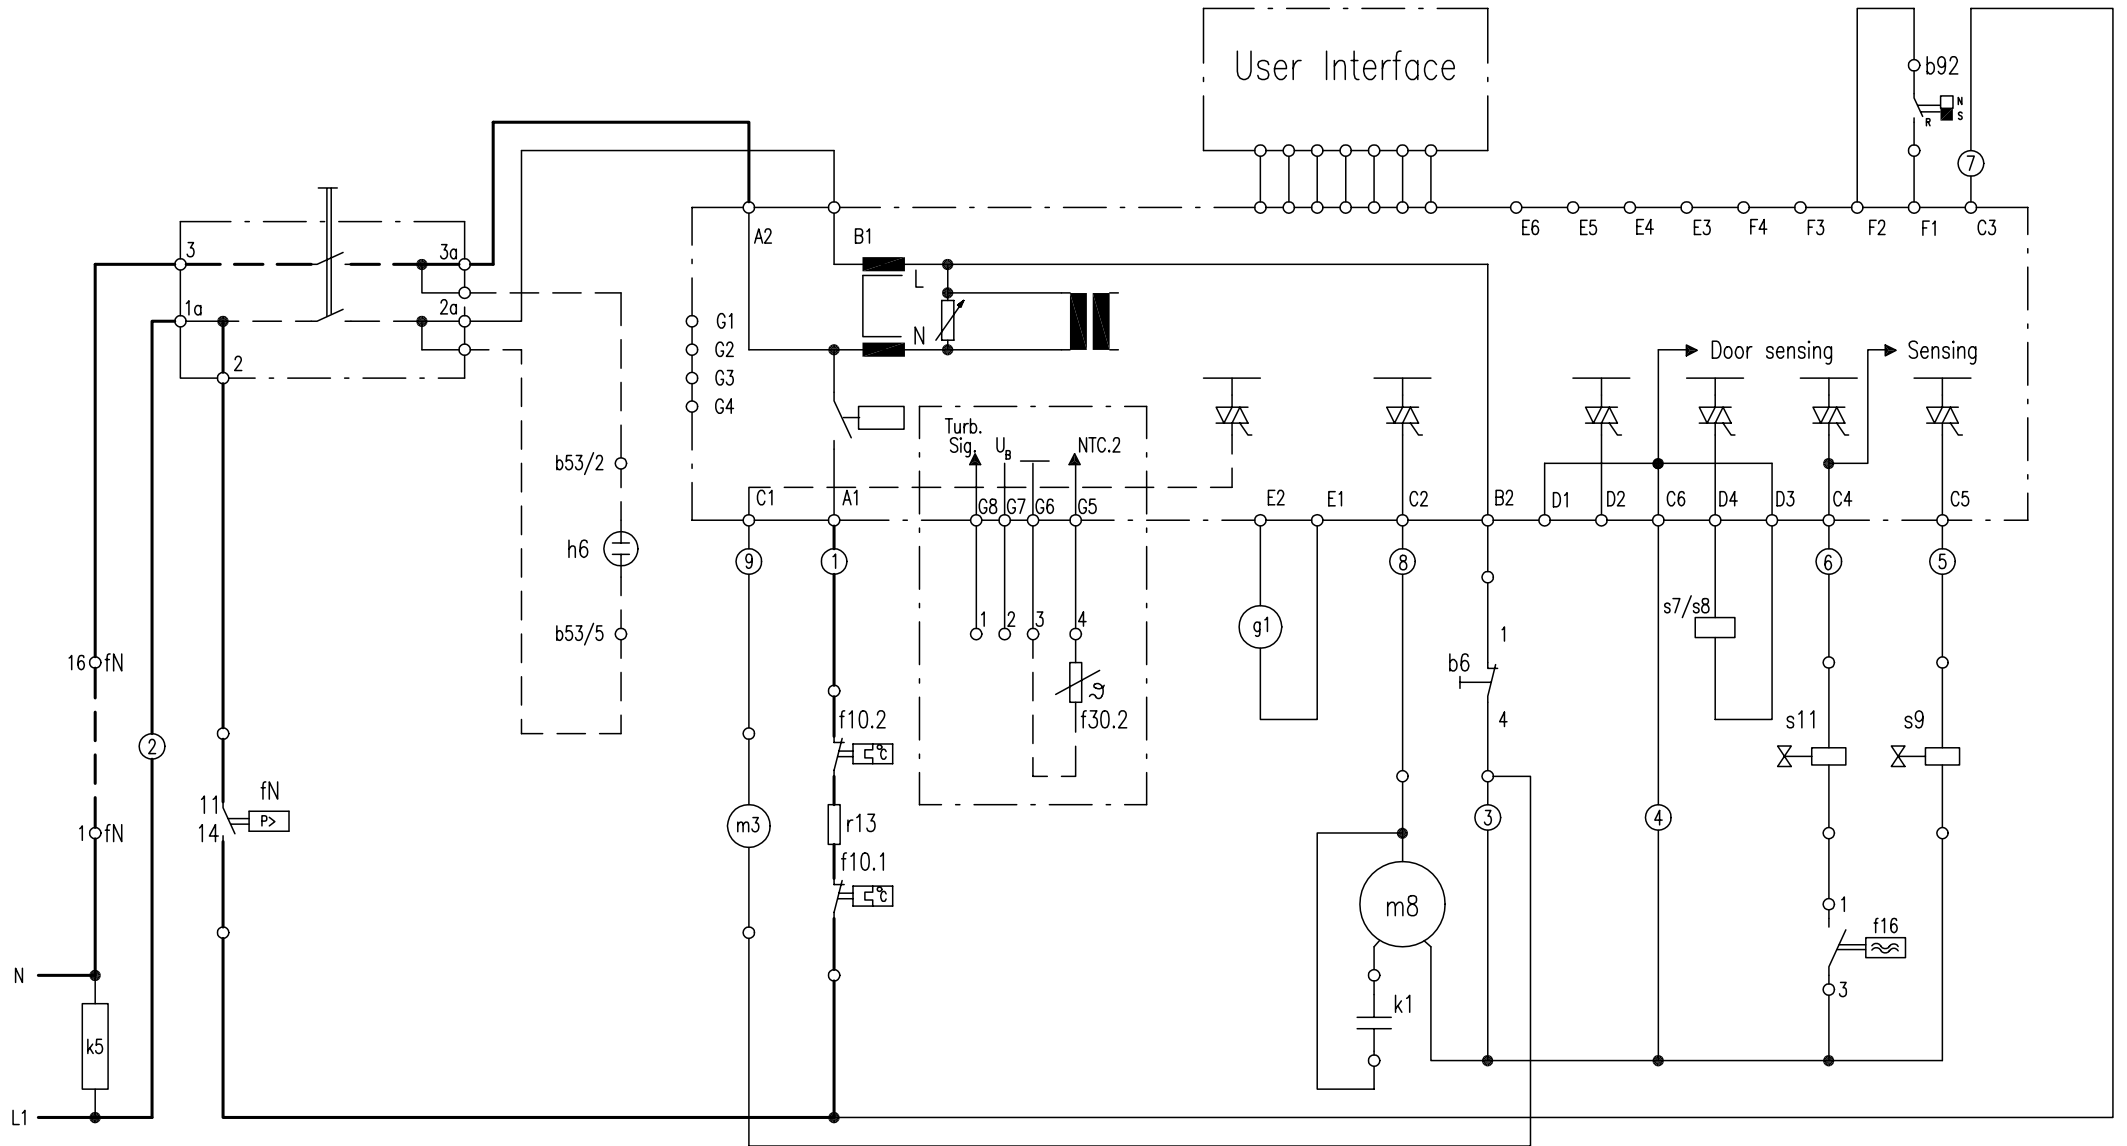 User Interface
b92
N
S
R
7
A2
B1
E6
E5
E4
E3
F4
F3
F2
F1
C3
3
3a
1a
2a
2
L
N
G1
G2
G3
G4
Door sensing
Sensing
Turb.
Sig.
UB
NTC.2
b53/2
C1
A1
G8
G7
G6
G5
E2
E1
C2
B2
D1
D2
C6
D4
D3
C4
C5
h6
9
1
8
6
5
b53/5
1
2
3
4
g1
s7/s8
1
b6
4
16
fN
f30.2
f10.2
°C
s11
s9
2
11
14
fN
P>
1
fN
m3
r13
f10.1
°C
3
4
m8
1
f16
3
N
k5
k1
L1